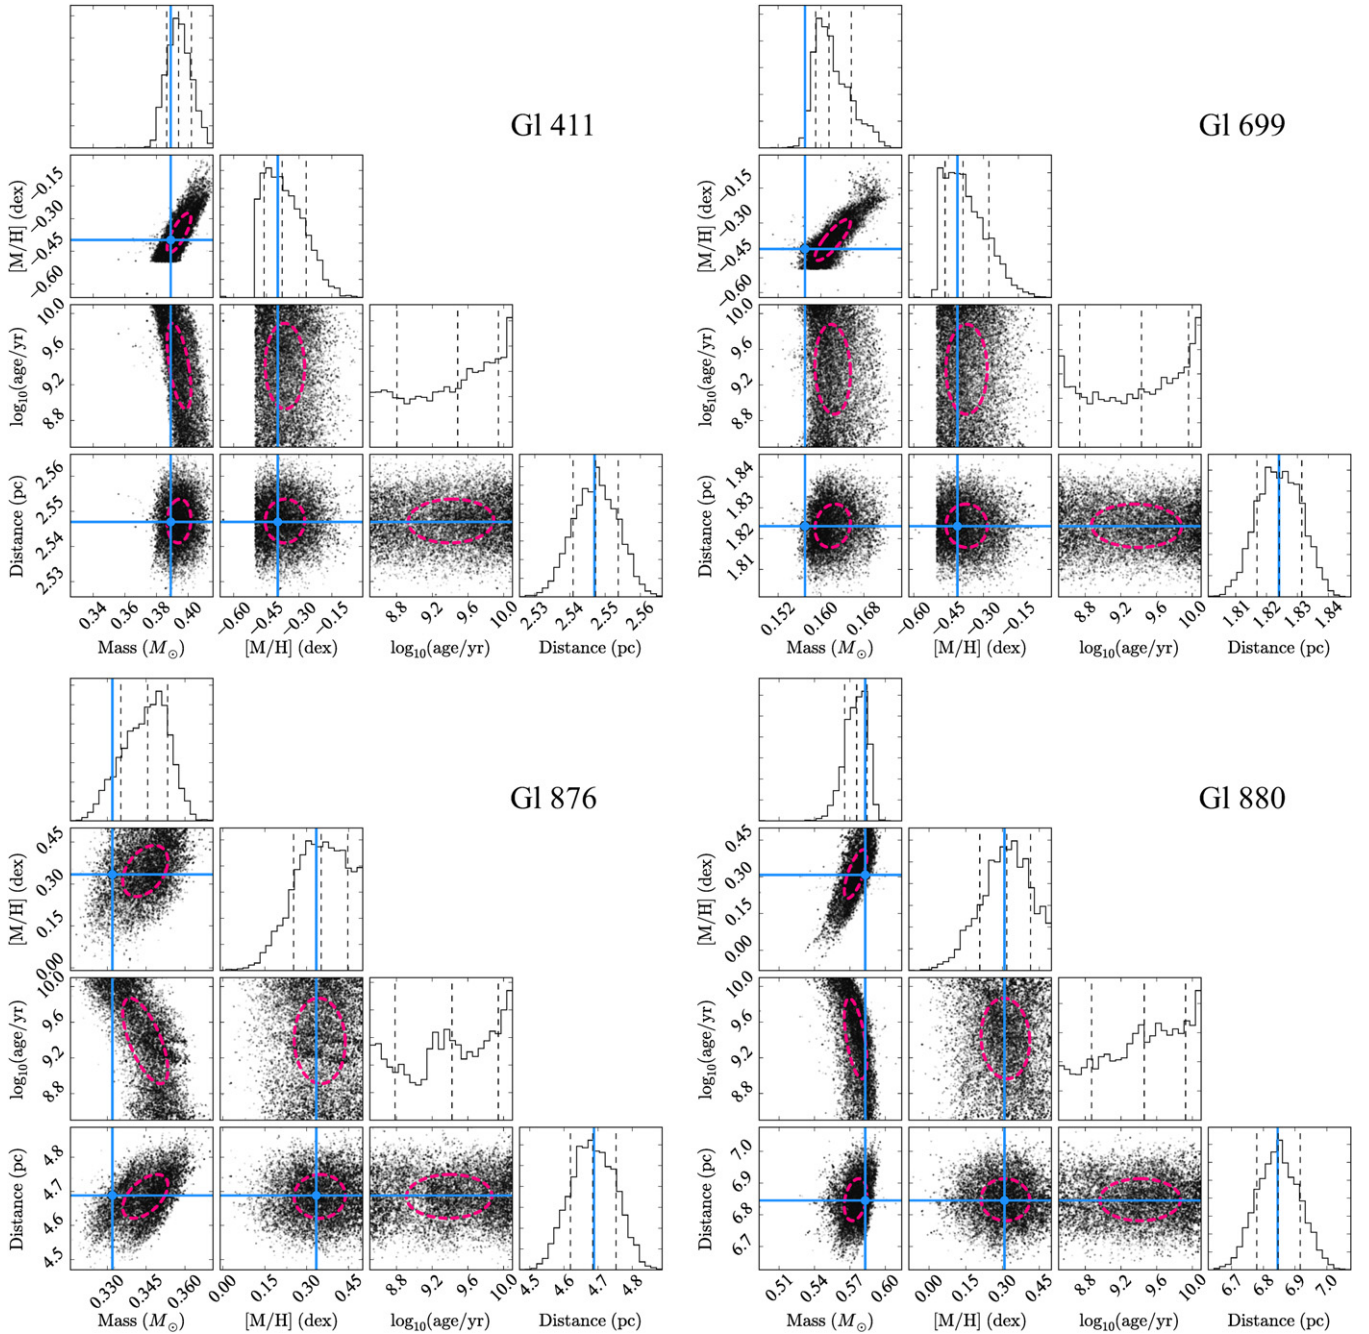 Gl 411
[M/H] (dex)
−0.15
−0.30
−0.45
−0.60
log10(age/yr)
10.0
9.6
9.2
8.8
Distance (pc)
2.56
2.55
2.54
2.53
0.34 0.36 0.38 0.40
−0.60 −0.45 −0.30 −0.15
8.8 9.2 9.6 10.0
2.53 2.54 2.55 2.56
Mass (M⊙) [M/H] (dex) log10(age/yr) Distance (pc)
Gl 699
[M/H] (dex)
−0.15
−0.30
−0.45
−0.60
log10(age/yr)
10.0
9.6
9.2
8.8
Distance (pc)
1.84
1.83
1.82
1.81
0.152 0.160 0.168
−0.60 −0.45 −0.30 −0.15
8.8 9.2 9.6 10.0
1.81 1.82 1.83 1.84
Mass (M⊙) [M/H] (dex) log10(age/yr) Distance (pc)
Gl 876
[M/H] (dex)
0.45
0.30
0.15
0.00
log10(age/yr)
10.0
9.6
9.2
8.8
Distance (pc)
4.8
4.7
4.6
4.5
0.330 0.345 0.360
0.00 0.15 0.30 0.45
8.8 9.2 9.6 10.0
4.5 4.6 4.7 4.8
Mass (M⊙) [M/H] (dex) log10(age/yr) Distance (pc)
Gl 880
[M/H] (dex)
0.45
0.30
0.15
0.00
log10(age/yr)
10.0
9.6
9.2
8.8
Distance (pc)
7.0
6.9
6.8
6.7
0.51 0.54 0.57 0.60
0.00 0.15 0.30 0.45
8.8 9.2 9.6 10.0
6.7 6.8 6.9 7.0
Mass (M⊙) [M/H] (dex) log10(age/yr) Distance (pc)